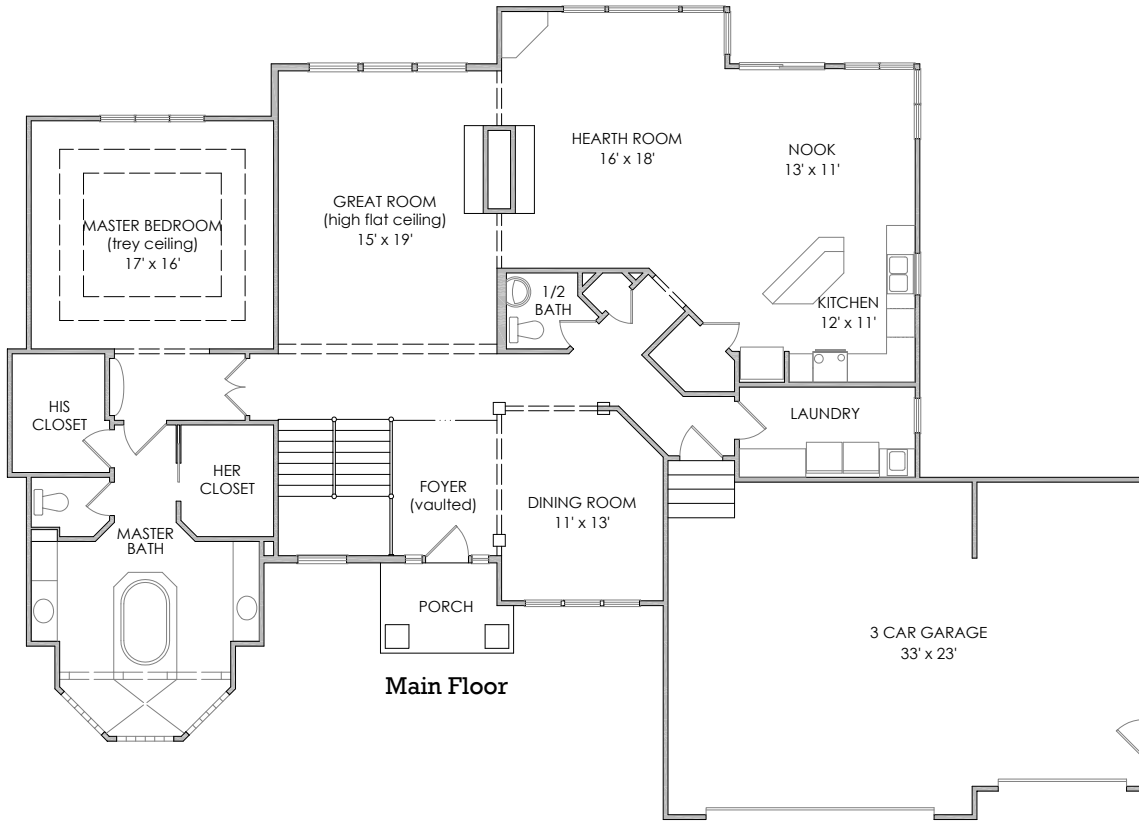 HEARTH ROOM
16' x 18'
NOOK
13' x 11'
GREAT ROOM
(high flat ceiling)
15' x 19'
MASTER BEDROOM
(trey ceiling)
17' x 16'
1/2
BATH
KITCHEN
12' x 11'
HIS
CLOSET
LAUNDRY
HER
CLOSET
FOYER
(vaulted)
DINING ROOM
11' x 13'
MASTER
BATH
PORCH
3 CAR GARAGE
33' x 23'
Main Floor